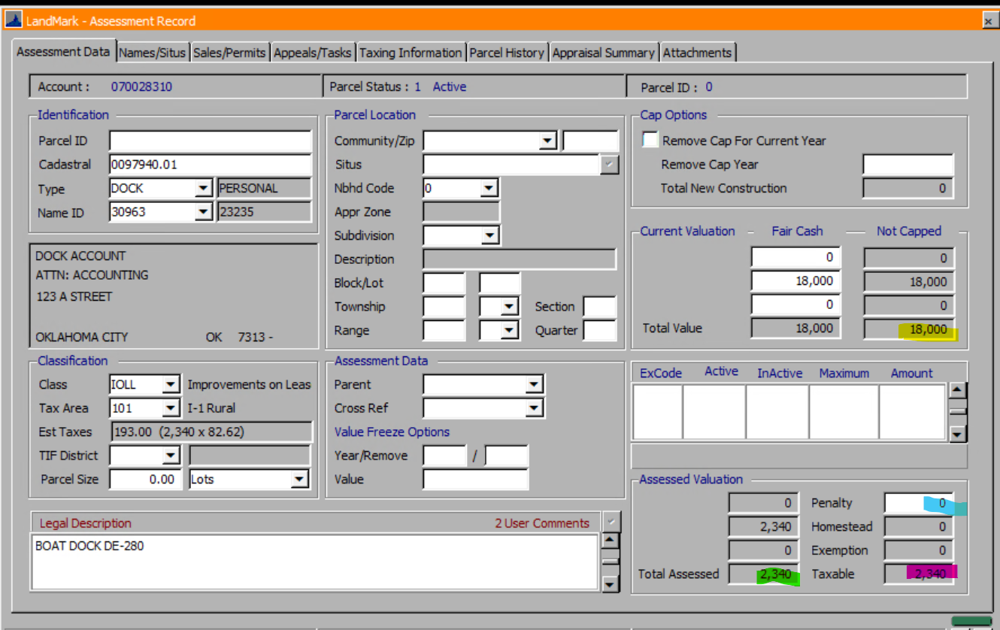 LandMark - Assessment Record
Assessment Data Names/Situs Sales/Permits Appeals/Tasks Taxing Information Parcel History Appraisal Summary Attachments
Account : 070028310 Parcel Status : 1 Active Parcel ID : 0
Identification
Parcel ID
Cadastral 0097940.01
Type DOCK PERSONAL
Name ID 30963 23235
DOCK ACCOUNT
ATTN: ACCOUNTING
123 A STREET
OKLAHOMA CITY OK 7313 -
Classification
Class IOLL Improvements on Leas
Tax Area 101 I-1 Rural
Est Taxes 193.00 (2,340 x 82.62)
TIF District
Parcel Size 0.00 Lots
Parcel Location
Community/Zip
Situs
Nbhd Code 0
Appr Zone
Subdivision
Description
Block/Lot
Township Section
Range Quarter
Assessment Data
Parent
Cross Ref
Value Freeze Options
Year/Remove /
Value
Cap Options
Remove Cap For Current Year
Remove Cap Year
Total New Construction 0
Current Valuation Fair Cash Not Capped
0 0
18,000 18,000
0 0
Total Value 18,000 18,000
ExCode Active InActive Maximum Amount
Assessed Valuation
0 Penalty 0
2,340 Homestead 0
0 Exemption 0
Total Assessed 2,340 Taxable 2,340
Legal Description 2 User Comments
BOAT DOCK DE-280